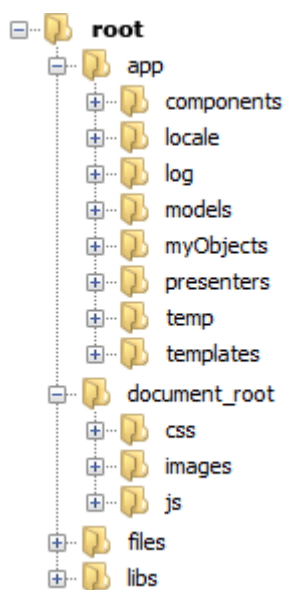 root
app
components
locale
log
models
myObjects
presenters
temp
templates
document_root
css
images
js
files
libs